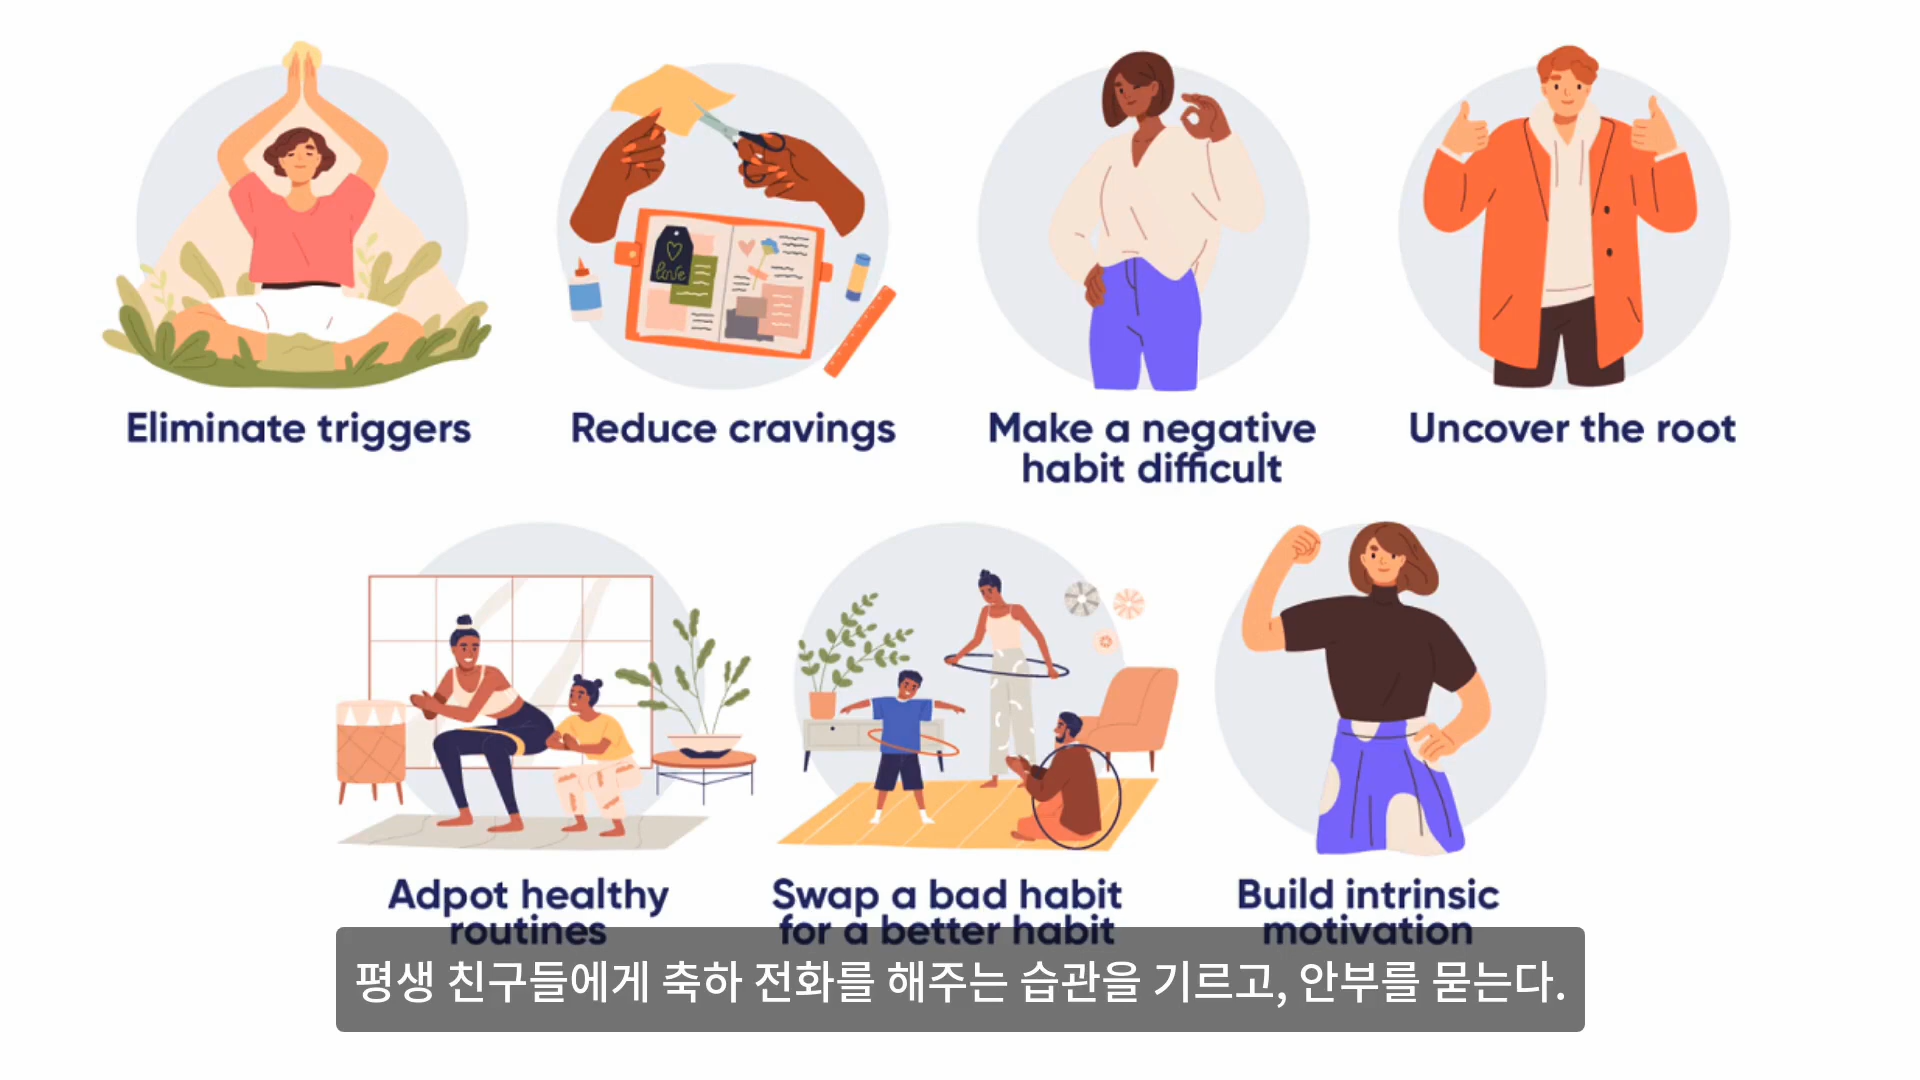 love
Eliminate triggers
Reduce cravings
Make a negative
habit difficult
Uncover the root
Adpot healthy
routines
Swap a bad habit
for a better habit
Build intrinsic
motivation
평생 친구들에게 축하 전화를 해주는 습관을 기르고, 안부를 묻는다.